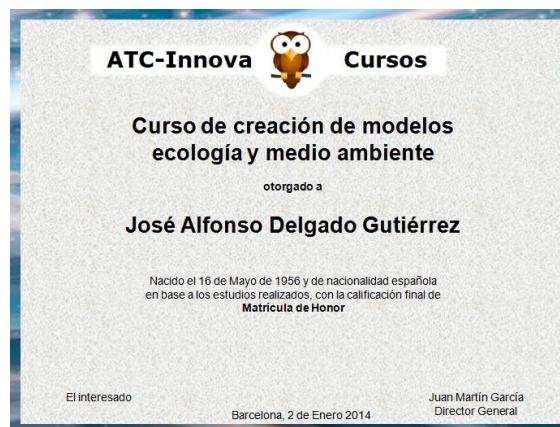 ATC-Innova Cursos
Curso de creación de modelos
ecología y medio ambiente
otorgado a
José Alfonso Delgado Gutiérrez
Nacido el 16 de Mayo de 1956 y de nacionalidad española
en base a los estudios realizados, con la calificación final de
Matrícula de Honor
El interesado
Barcelona, 2 de Enero 2014
Juan Martín García
Director General